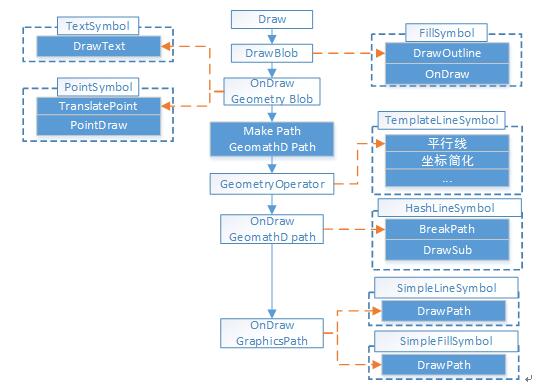 Draw
TextSymbol
DrawText
DrawBlob
FillSymbol
DrawOutline
OnDraw
OnDraw
Geometry Blob
PointSymbol
TranslatePoint
PointDraw
Make Path
GeomathD Path
TemplateLineSymbol
平行线
坐标简化
...
GeometryOperator
HashLineSymbol
BreakPath
DrawSub
OnDraw
GeomathD path
SimpleLineSymbol
DrawPath
OnDraw
GraphicsPath
SimpleFillSymbol
DrawPath